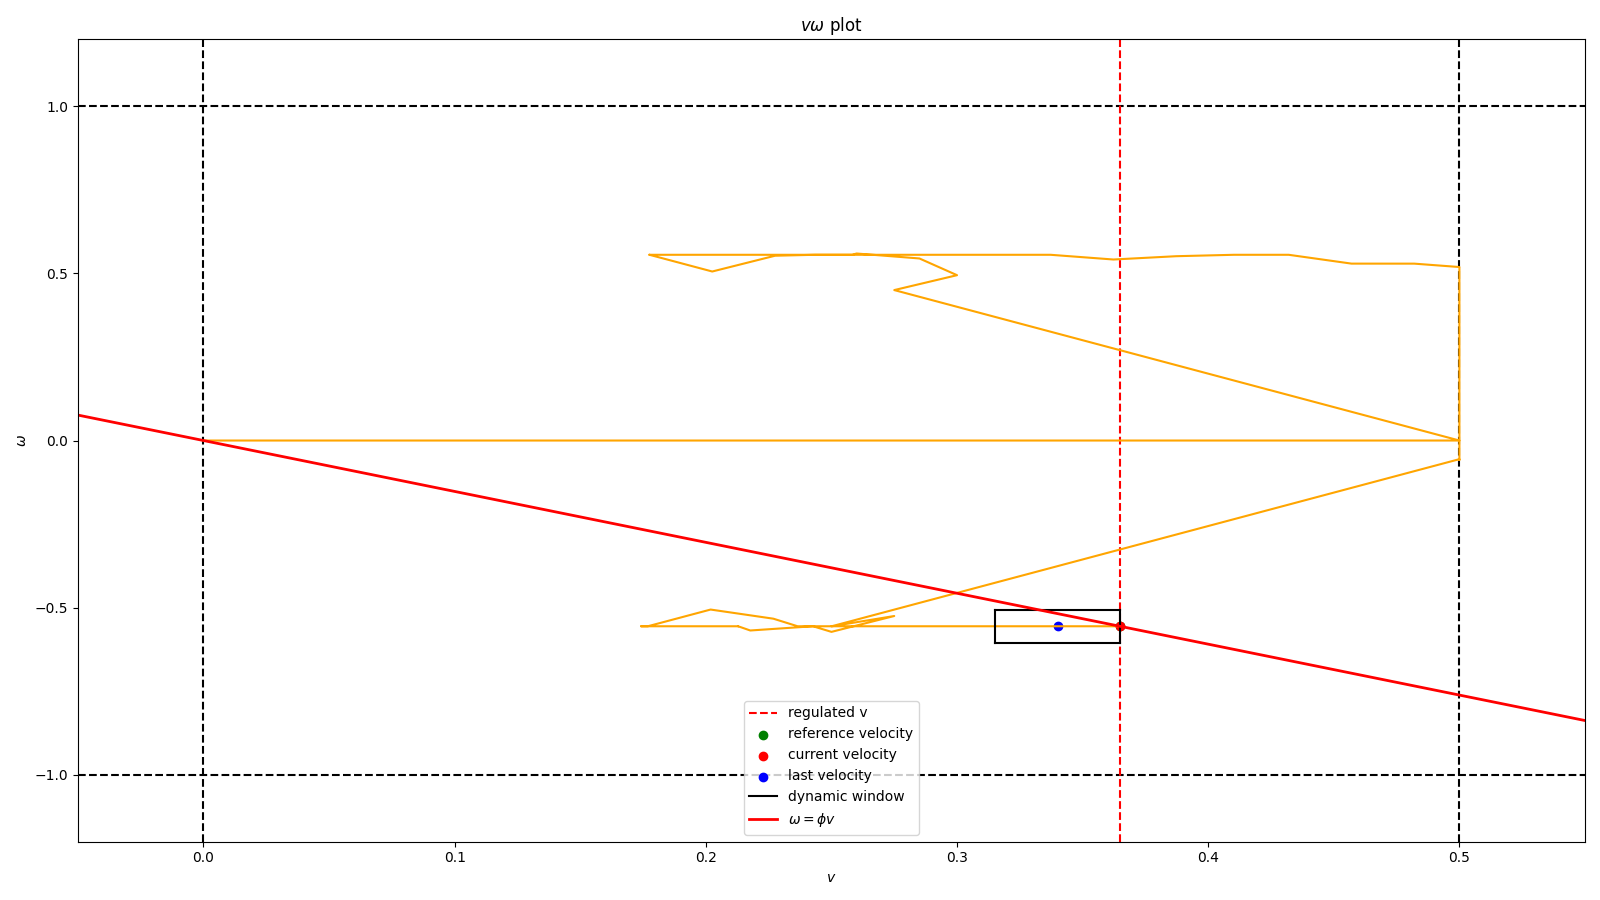 vω plot
1.0
0.5
0.0
−0.5
−1.0
ω
regulated v
reference velocity
current velocity
last velocity
dynamic window
ω = ϕv
0.0 0.1 0.2 0.3 0.4 0.5
v